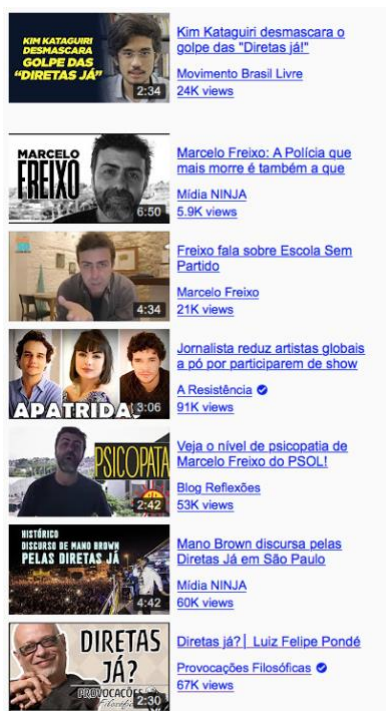 KIM KATAGUIRI
DESMASCARA
GOLPE DAS
“DIRETAS JÁ”
2:34
Kim Kataguiri desmascara o
golpe das "Diretas já!"
Movimento Brasil Livre
24K views
MARCELO
FREIXO
6:50
Marcelo Freixo: A Polícia que
mais morre é também a que
Mídia NINJA
5.9K views
4:34
Freixo fala sobre Escola Sem
Partido
Marcelo Freixo
21K views
APATRIDAS
3:06
Jornalista reduz artistas globais
a pó por participarem de show
A Resistência
91K views
PSICOPATA
2:42
Veja o nível de psicopatia de
Marcelo Freixo do PSOL!
Blog Reflexões
53K views
HISTÓRICO
DISCURSO DE MANO BROWN
PELAS DIRETAS JÁ
4:42
Mano Brown discursa pelas
Diretas Já em São Paulo
Mídia NINJA
60K views
DIRETAS
JÁ?
PROVOCAÇÕES
2:30
Diretas já? | Luiz Felipe Pondé
Provocações Filosóficas
67K views